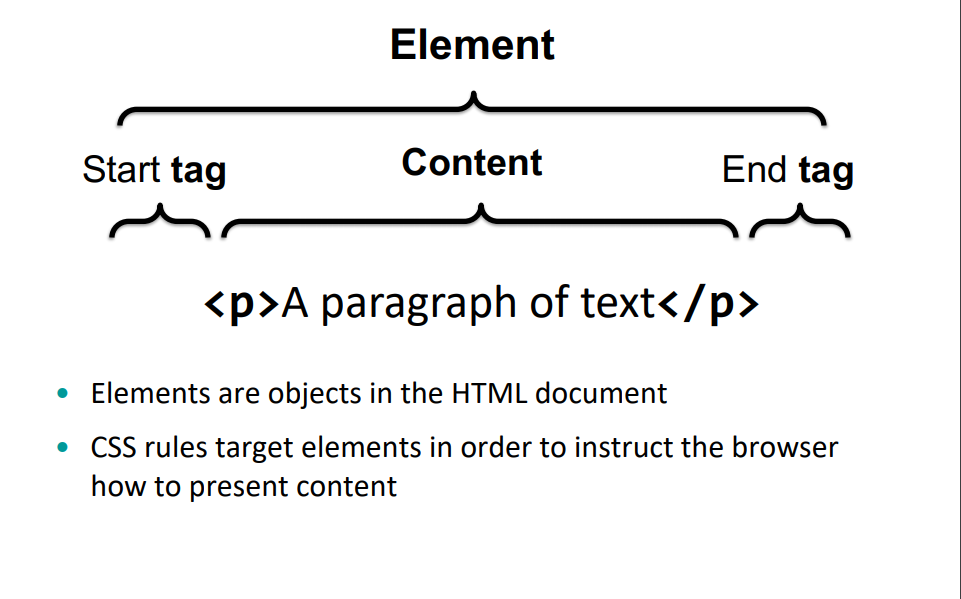 Element
Start tag Content End tag
<p>A paragraph of text</p>
• Elements are objects in the HTML document
• CSS rules target elements in order to instruct the browser
how to present content